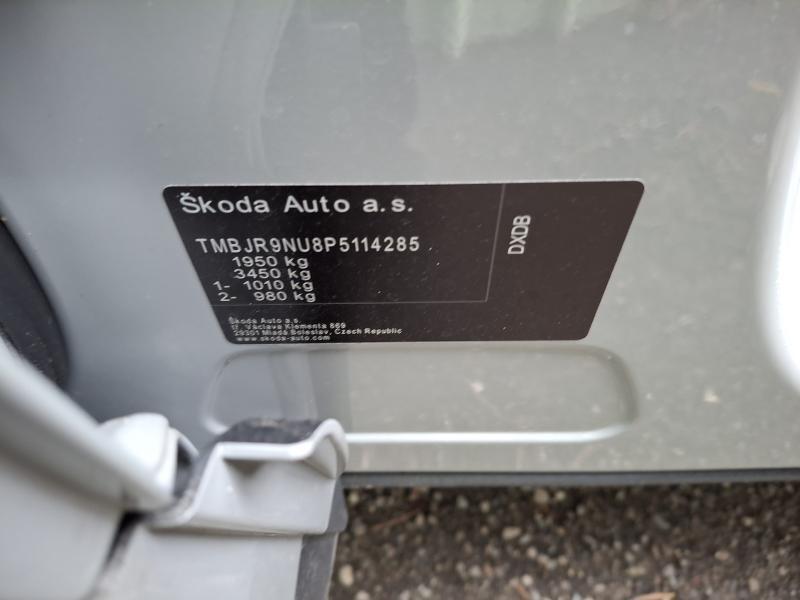 Škoda Auto a.s.
TMBJR9NU8P5114285
1950 kg
3450 kg
1- 1010 kg
2- 980 kg
DXDB
Škoda Auto a.s.
tř. Václava Klementa 869
29301 Mladá Boleslav, Czech Republic
www.skoda-auto.com